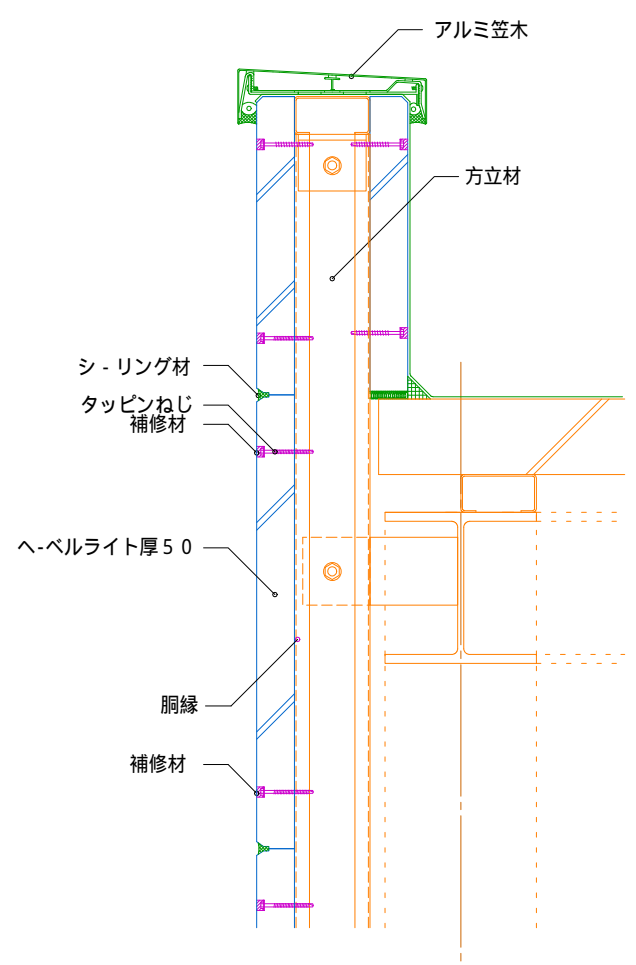 アルミ笠木
方立材
シ-リング材
タッピンねじ
補修材
ヘ-ベルライト厚５０
胴縁
補修材